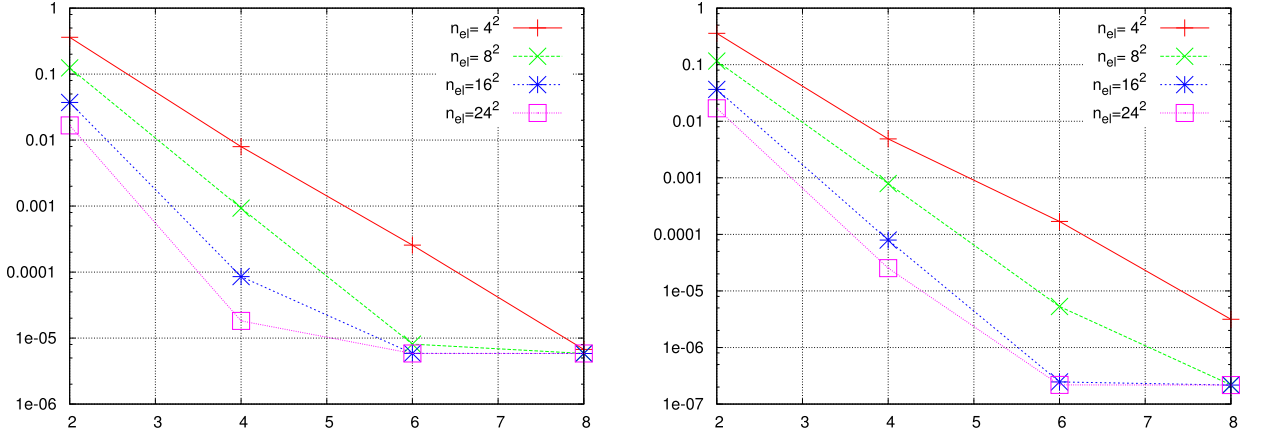 1
0.1
0.01
0.001
0.0001
1e-05
1e-06
2 3 4 5 6 7 8
n_el= 4^2
n_el= 8^2
n_el=16^2
n_el=24^2
1
0.1
0.01
0.001
0.0001
1e-05
1e-06
1e-07
2 3 4 5 6 7 8
n_el= 4^2
n_el= 8^2
n_el=16^2
n_el=24^2